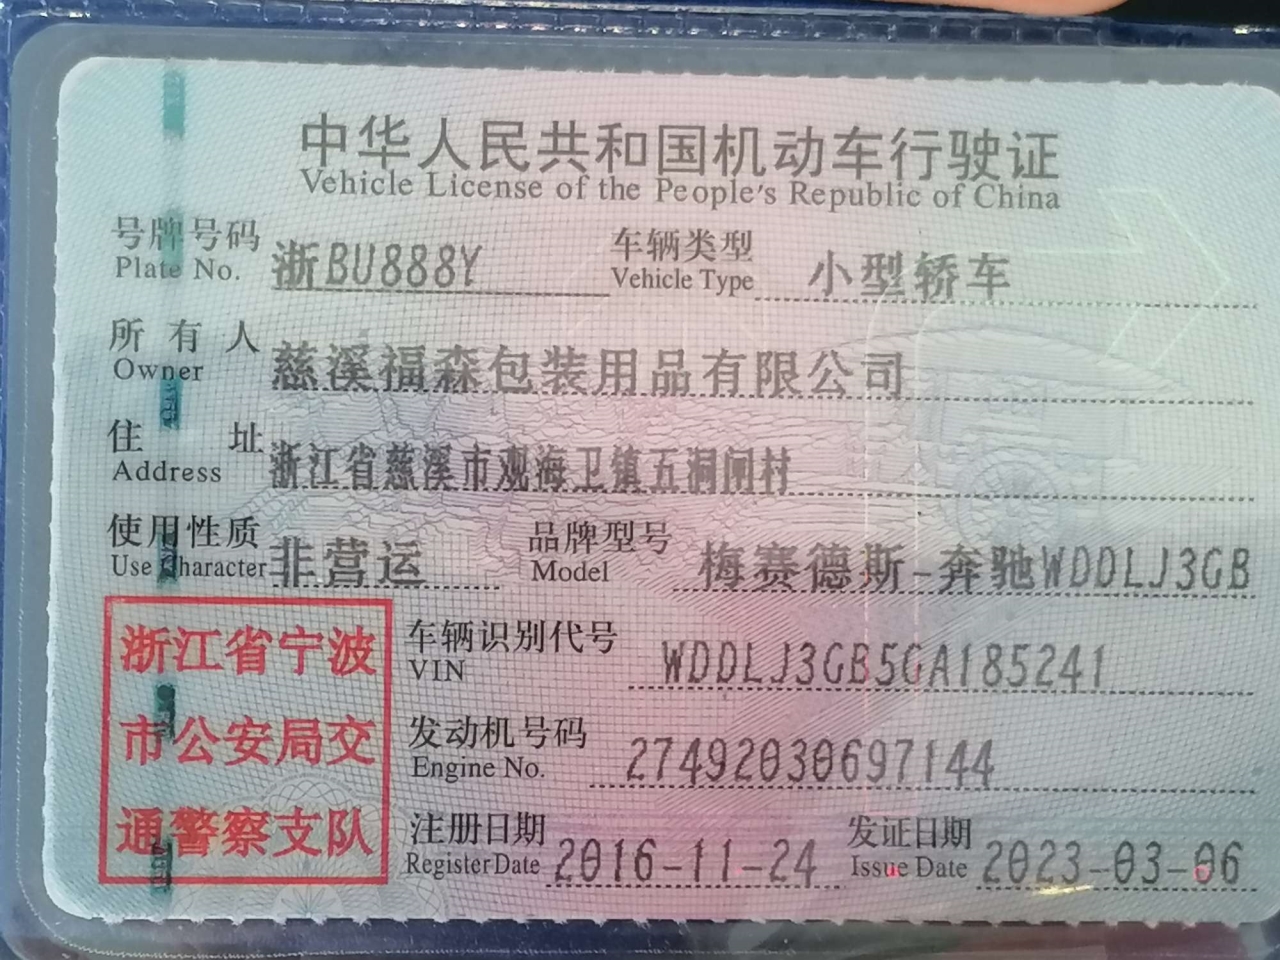 中华人民共和国机动车行驶证
Vehicle License of the People's Republic of China
号牌号码 浙BU888Y 车辆类型 小型轿车
Plate No. Vehicle Type
所有人 慈溪福森包装用品有限公司
Owner
住址 浙江省慈溪市观海卫镇五洞闸村
Address
使用性质 非营运 品牌型号 梅赛德斯-奔驰WDDLJ3GB
Use Character Model
浙江省宁波
市公安局交
通警察支队
车辆识别代号 WDDLJ3GB5GA185241
VIN
发动机号码 27492030697144
Engine No.
注册日期 2016-11-24 发证日期 2023-03-06
Register Date Issue Date